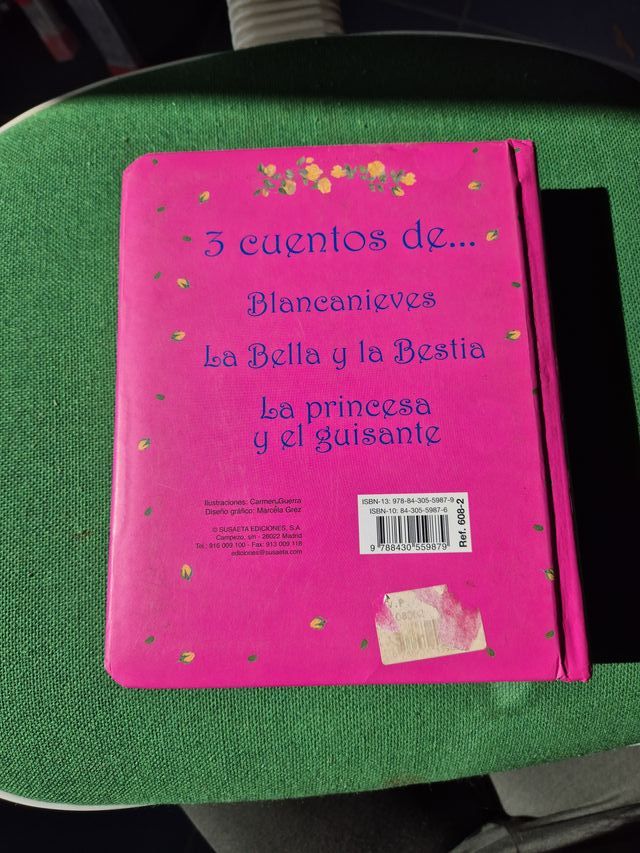 3 cuentos de...
Blancanieves
La Bella y la Bestia
La princesa
y el guisante
Ilustraciones: Carmen Guerra
Diseño gráfico: Marcela Grez
© SUSAETA EDICIONES, S.A.
Campezo, s/n - 28022 Madrid
Tel.: 916 009 100 - Fax: 913 009 118
ediciones@susaeta.com
ISBN-13: 978-84-305-5987-9
ISBN-10: 84-305-5987-6
9 788430 559879
Ref. 608-2